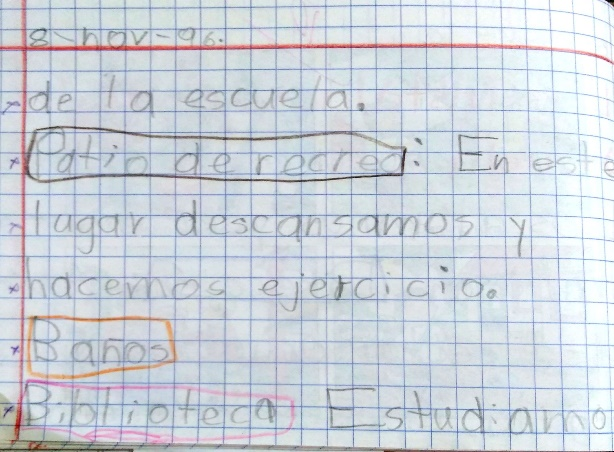 8-nov-96.
de la escuela.
Patio de recreo: En este
lugar descansamos y
hacemos ejercicio.
Baños
Biblioteca Estudiamo